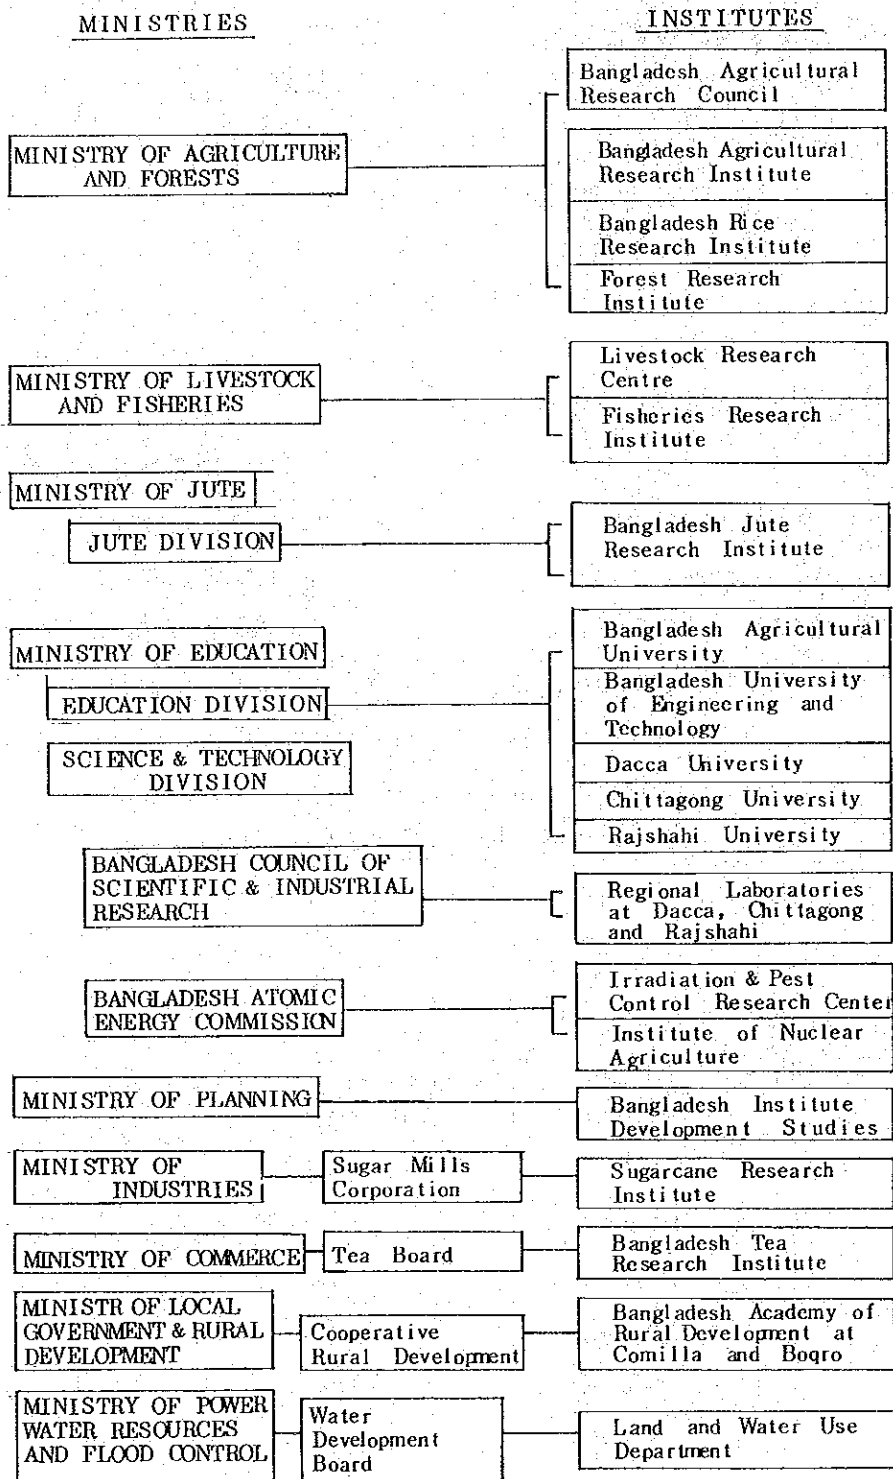 MINISTRIES
INSTITUTES
Bangladesh Agricultural
Research Council
MINISTRY OF AGRICULTURE
AND FORESTS
Bangladesh Agricultural
Research Institute
Bangladesh Rice
Research Institute
Forest Research
Institute
MINISTRY OF LIVESTOCK
AND FISHERIES
Livestock Research
Centre
Fisheries Research
Institute
MINISTRY OF JUTE
JUTE DIVISION
Bangladesh Jute
Research Institute
MINISTRY OF EDUCATION
EDUCATION DIVISION
SCIENCE & TECHNOLOGY
DIVISION
Bangladesh Agricultural
University
Bangladesh University
of Engineering and
Technology
Dacca University
Chittagong University
Rajshahi University
BANGLADESH COUNCIL OF
SCIENTIFIC & INDUSTRIAL
RESEARCH
Regional Laboratories
at Dacca, Chittagong
and Rajshahi
BANGLADESH ATOMIC
ENERGY COMMISSION
Irradiation & Pest
Control Research Center
Institute of Nuclear
Agriculture
MINISTRY OF PLANNING
Bangladesh Institute
Development Studies
MINISTRY OF
INDUSTRIES
Sugar Mills
Corporation
Sugarcane Research
Institute
MINISTRY OF COMMERCE
Tea Board
Bangladesh Tea
Research Institute
MINISTR OF LOCAL
GOVERNMENT & RURAL
DEVELOPMENT
Cooperative
Rural Development
Bangladesh Academy of
Rural Development at
Comilla and Boqro
MINISTRY OF POWER
WATER RESOURCES
AND FLOOD CONTROL
Water
Development
Board
Land and Water Use
Department